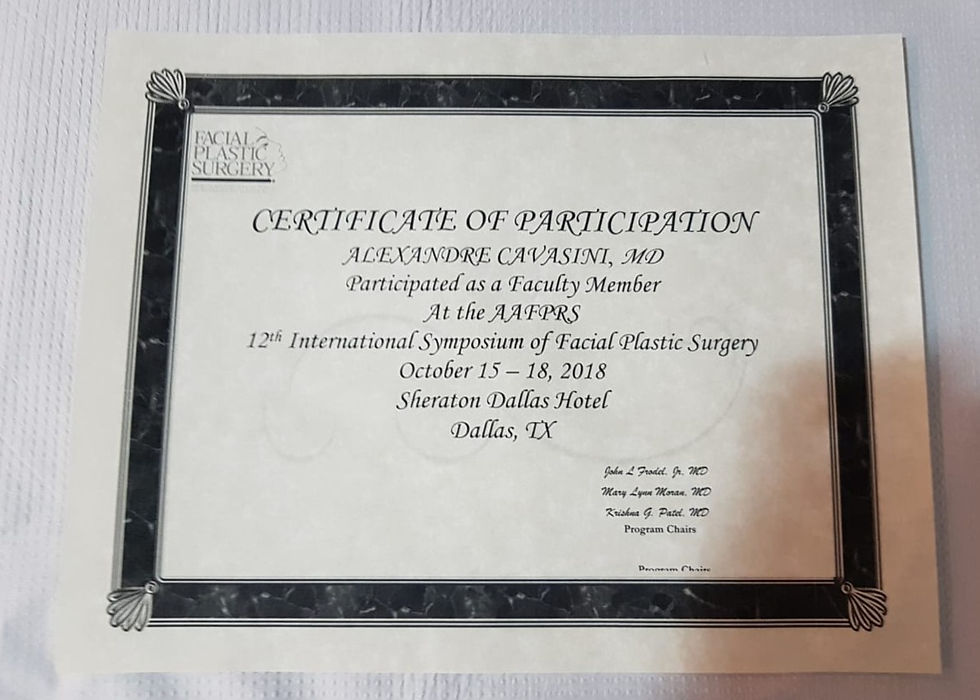 FACIAL
PLASTIC
SURGERY
CERTIFICATE OF PARTICIPATION
ALEXANDRE CAVASINI, MD
Participated as a Faculty Member
At the AAFPRS
12th International Symposium of Facial Plastic Surgery
October 15 – 18, 2018
Sheraton Dallas Hotel
Dallas, TX
John L Frodel, Jr. MD
Mary Lynn Moran, MD
Krishna G. Patel, MD
Program Chairs
Program Chairs